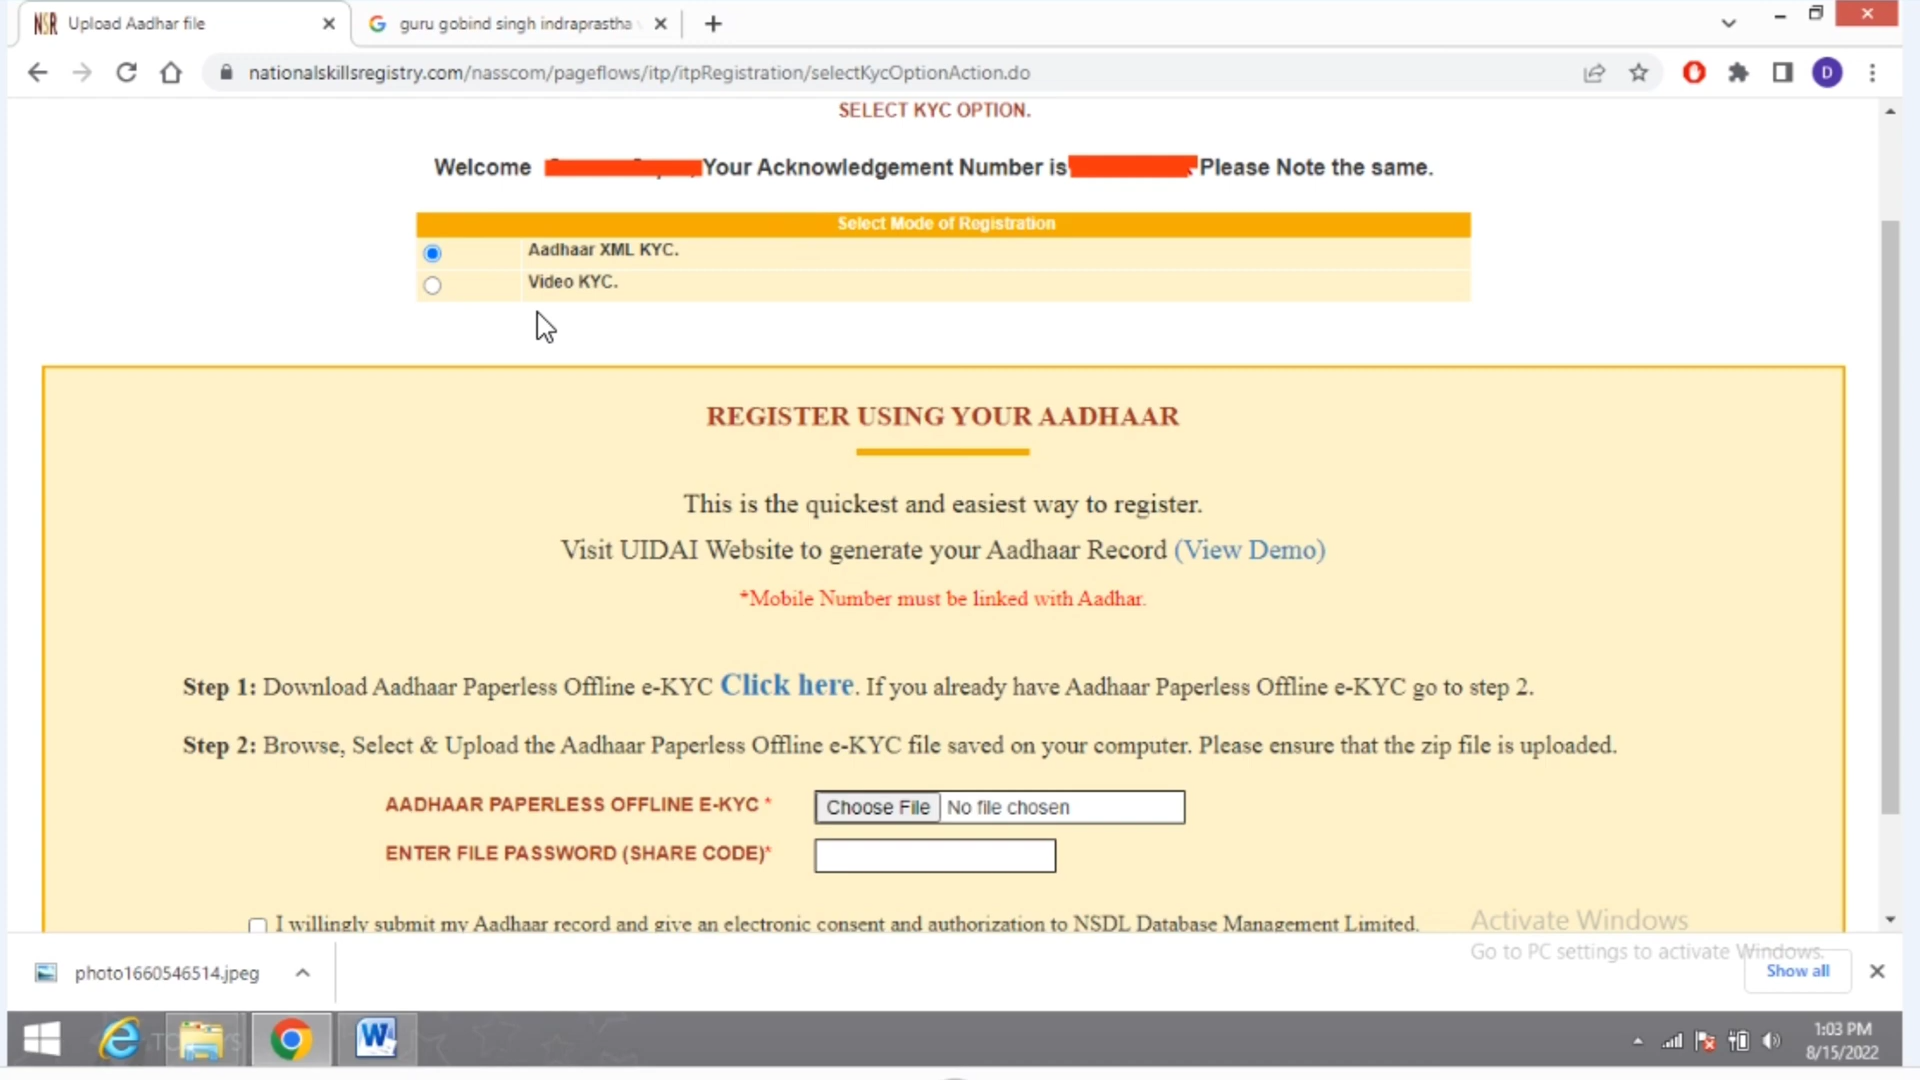 NSR Upload Aadhar file
guru gobind singh indraprastha
nationalskillsregistry.com/nasscom/pageflows/itp/itpRegistration/selectKycOptionAction.do
D
SELECT KYC OPTION.
Welcome Your Acknowledgement Number is Please Note the same.
Select Mode of Registration
Aadhaar XML KYC.
Video KYC.
REGISTER USING YOUR AADHAAR
This is the quickest and easiest way to register.
Visit UIDAI Website to generate your Aadhaar Record (View Demo)
*Mobile Number must be linked with Aadhar.
Step 1: Download Aadhaar Paperless Offline e-KYC Click here. If you already have Aadhaar Paperless Offline e-KYC go to step 2.
Step 2: Browse, Select & Upload the Aadhaar Paperless Offline e-KYC file saved on your computer. Please ensure that the zip file is uploaded.
AADHAAR PAPERLESS OFFLINE E-KYC * Choose File No file chosen
ENTER FILE PASSWORD (SHARE CODE)*
I willingly submit my Aadhaar record and give an electronic consent and authorization to NSDL Database Management Limited.
Activate Windows
Go to PC settings to activate Windows.
photo1660546514.jpeg
Show all
1:03 PM
8/15/2022